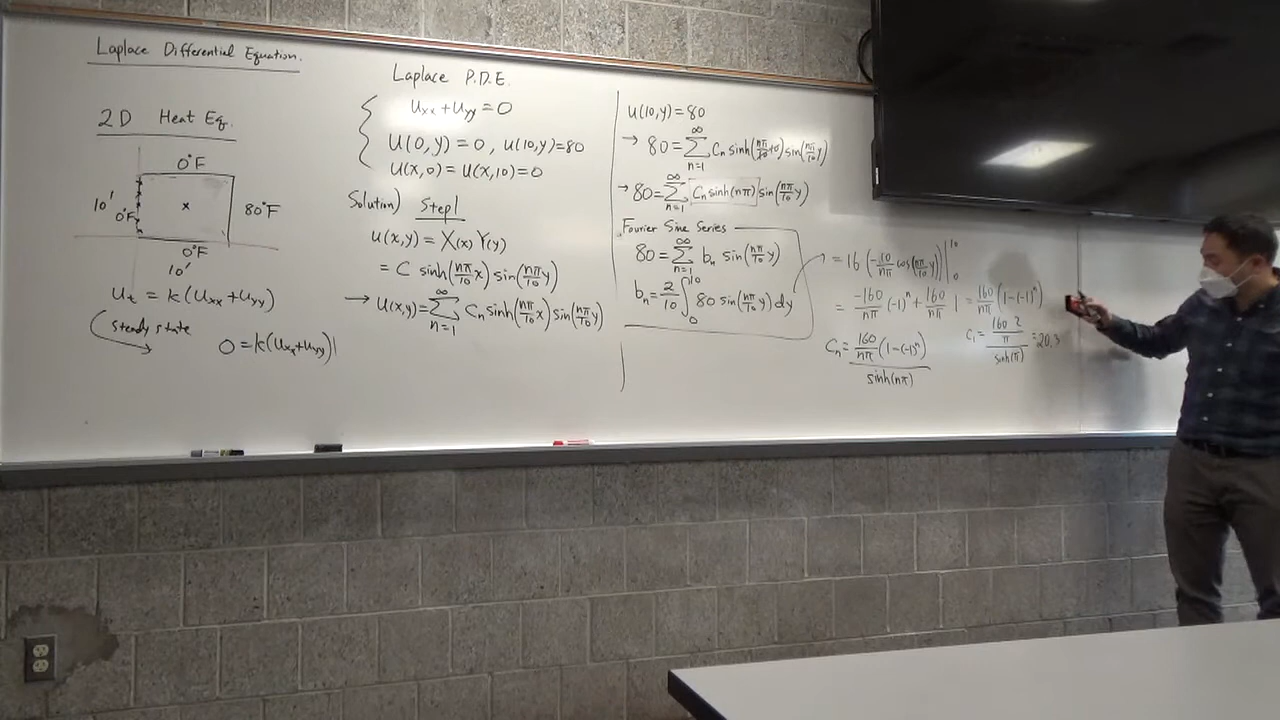 Laplace Differential Equation.
2D Heat Eq.
0°F
10' 0°F x 80°F
0°F
10'
u_t = k(u_xx + u_yy)
steady state
0 = k(u_xx + u_yy)
Laplace P.D.E.
u_xx + u_yy = 0
u(0,y) = 0, u(10,y)=80
u(x,0) = u(x,10) = 0
Solution) Step1
u(x,y) = X(x) Y(y)
= C sinh(nπ/10 x) sin(nπ/10 y)
→ u(x,y) = ∑_{n=1}^{∞} C_n sinh(nπ/10 x) sin(nπ/10 y)
u(10,y) = 80
→ 80 = ∑_{n=1}^{∞} C_n sinh(nπ/10 10) sin(nπ/10 y)
→ 80 = ∑_{n=1}^{∞} C_n sinh(nπ) sin(nπ/10 y)
Fourier Sine Series
80 = ∑_{n=1}^{∞} b_n sin(nπ/10 y)
b_n = 2/10 ∫_0^{10} 80 sin(nπ/10 y) dy
= 16 (-10/nπ cos(nπ/10 y)) |_0^{10}
= -160/nπ (-1)^n + 160/nπ 1 = 160/nπ (1-(-1)^n)
C_n = 160/nπ (1-(-1)^n) / sinh(nπ)
C_1 = 160 2/π / sinh(π) = 20.3